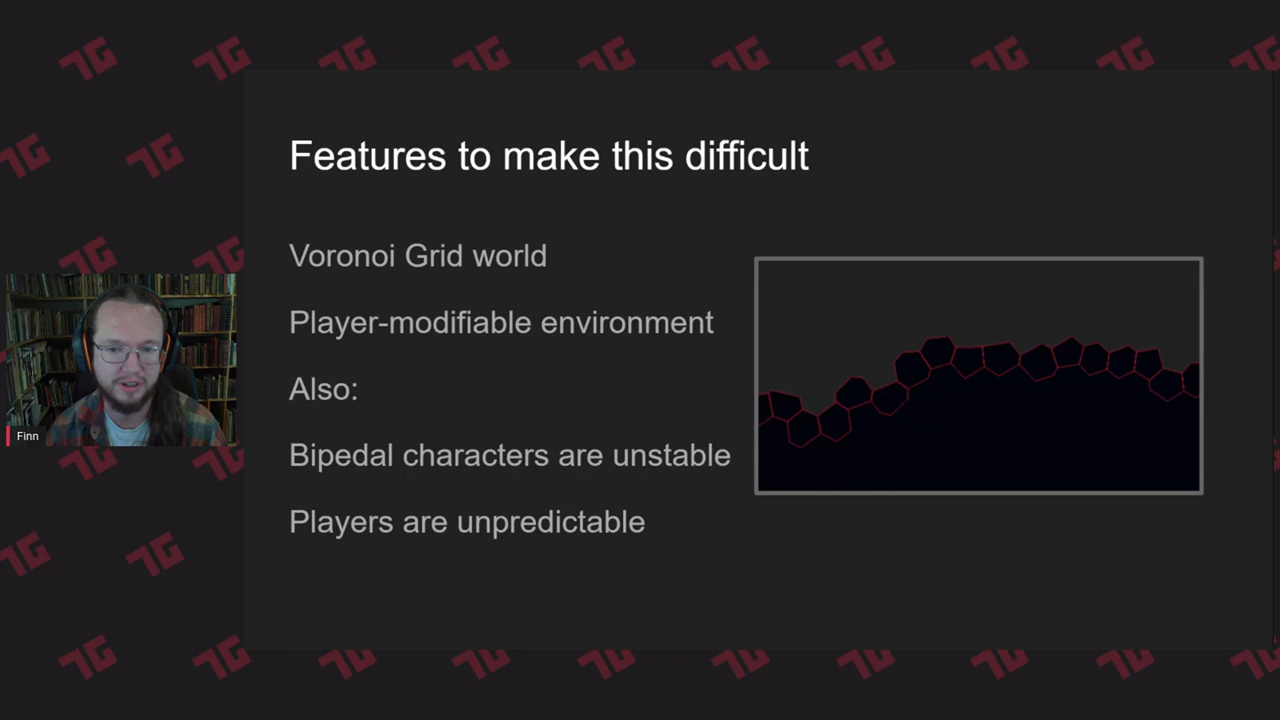 Features to make this difficult
Voronoi Grid world
Player-modifiable environment
Also:
Bipedal characters are unstable
Players are unpredictable
Finn